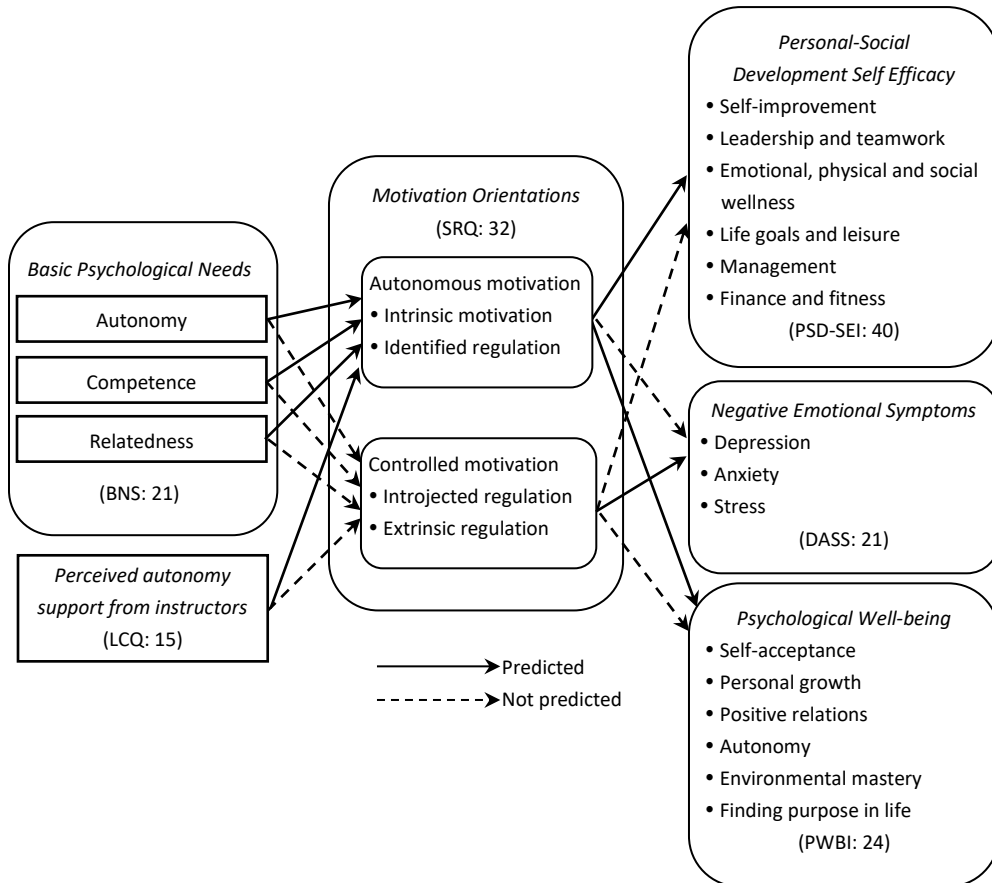 Basic Psychological Needs
Autonomy
Competence
Relatedness
(BNS: 21)
Perceived autonomy
support from instructors
(LCQ: 15)
Motivation Orientations
(SRQ: 32)
Autonomous motivation
• Intrinsic motivation
• Identified regulation
Controlled motivation
• Introjected regulation
• Extrinsic regulation
Predicted
Not predicted
Personal-Social
Development Self Efficacy
• Self-improvement
• Leadership and teamwork
• Emotional, physical and social
wellness
• Life goals and leisure
• Management
• Finance and fitness
(PSD-SEI: 40)
Negative Emotional Symptoms
• Depression
• Anxiety
• Stress
(DASS: 21)
Psychological Well-being
• Self-acceptance
• Personal growth
• Positive relations
• Autonomy
• Environmental mastery
• Finding purpose in life
(PWBI: 24)